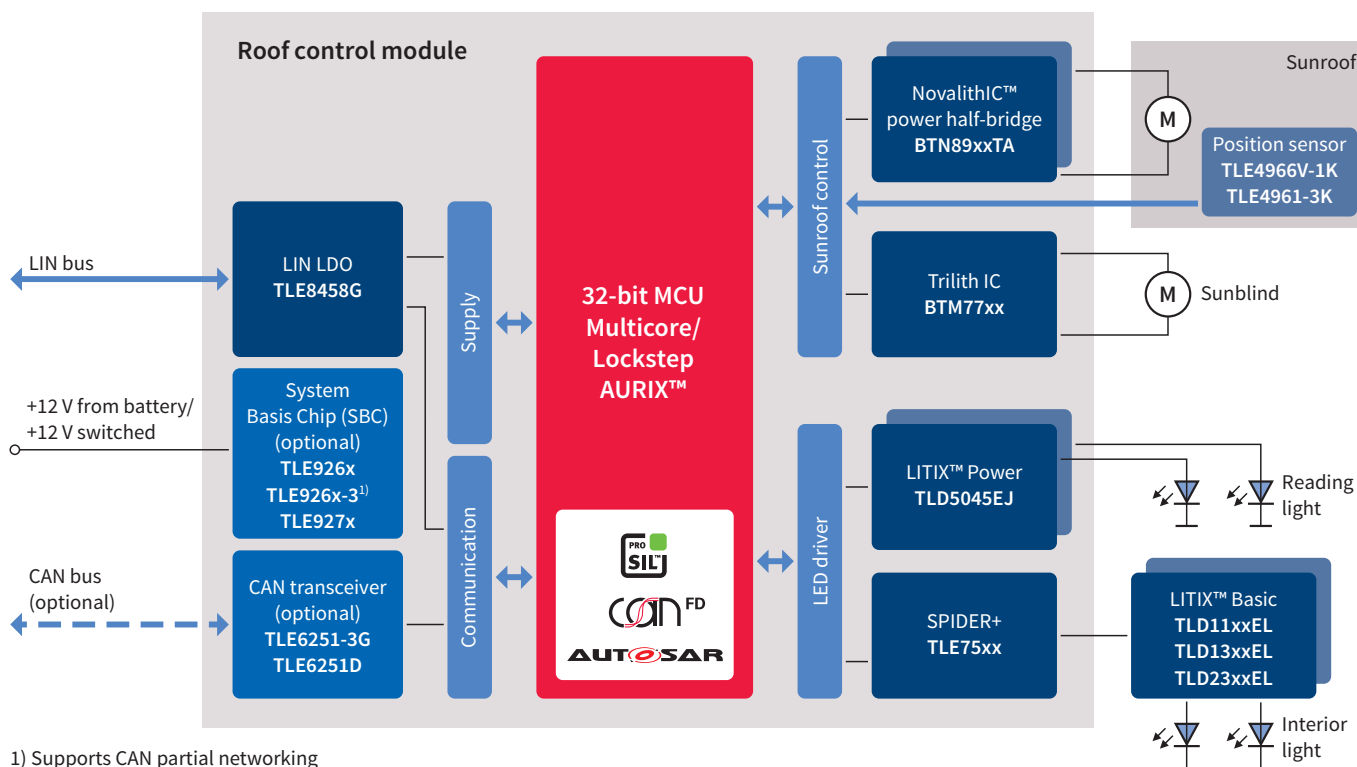 Roof control module
LIN bus
+12 V from battery/
+12 V switched
CAN bus
(optional)
LIN LDO
TLE8458G
System
Basis Chip (SBC)
(optional)
TLE926x
TLE926x-3¹⁾
TLE927x
CAN transceiver
(optional)
TLE6251-3G
TLE6251D
Supply
Communication
32-bit MCU
Multicore/
Lockstep
AURIX™
PRO
SIL™
CAN FD
AUTOSAR
Sunroof control
LED driver
NovalithIC™
power half-bridge
BTN89xxTA
Trilith IC
BTM77xx
LITIX™ Power
TLD5045EJ
SPIDER+
TLE75xx
Sunroof
M
Position sensor
TLE4966V-1K
TLE4961-3K
M
Sunblind
Reading
light
LITIX™ Basic
TLD11xxEL
TLD13xxEL
TLD23xxEL
Interior
light
1) Supports CAN partial networking